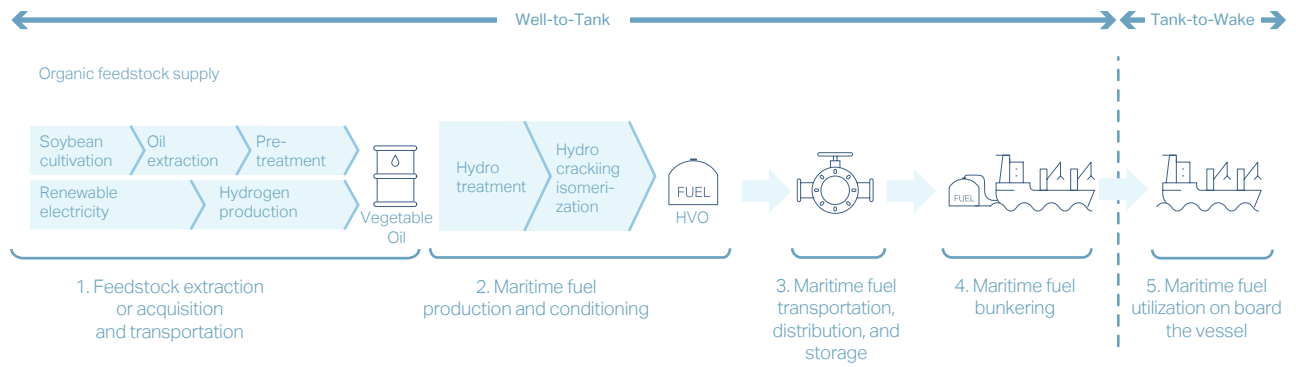 Well-to-Tank
Tank-to-Wake
Organic feedstock supply
Soybean
cultivation
Oil
extraction
Pre-
treatment
Renewable
electricity
Hydrogen
production
Vegetable
Oil
Hydro
treatment
Hydro
crackiing
isomeri-
zation
FUEL
HVO
FUEL
1. Feedstock extraction
or acquisition
and transportation
2. Maritime fuel
production and conditioning
3. Maritime fuel
transportation,
distribution, and
storage
4. Maritime fuel
bunkering
5. Maritime fuel
utilization on board
the vessel